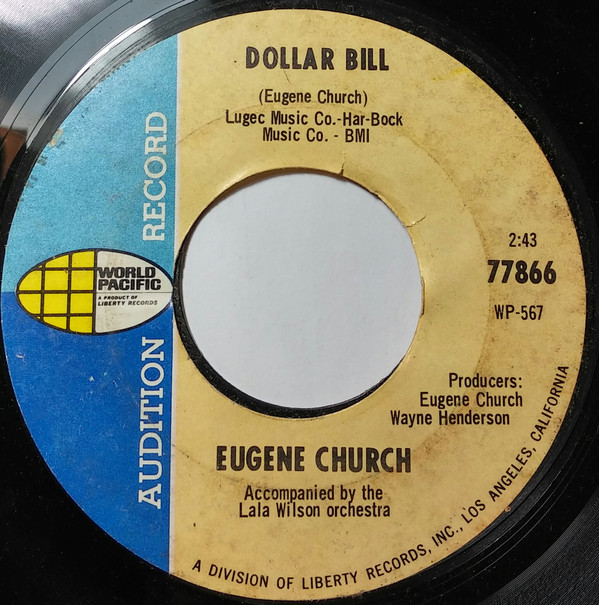 DOLLAR BILL
(Eugene Church)
Lugec Music Co.-Har-Bock
Music Co. - BMI
AUDITION RECORD
WORLD
PACIFIC
A PRODUCT OF
LIBERTY RECORDS
2:43
77866
WP-567
Producers:
Eugene Church
Wayne Henderson
EUGENE CHURCH
Accompanied by the
Lala Wilson orchestra
A DIVISION OF LIBERTY RECORDS, INC., LOS ANGELES, CALIFORNIA